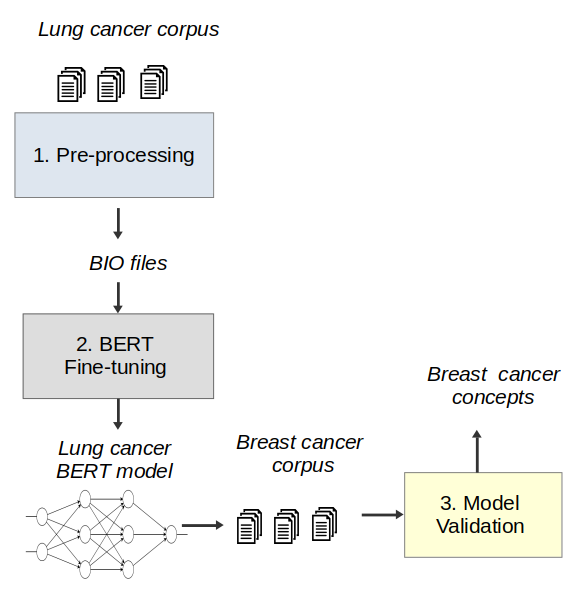 Lung cancer corpus
1. Pre-processing
BIO files
2. BERT
Fine-tuning
Lung cancer
BERT model
Breast cancer
corpus
3. Model
Validation
Breast cancer
concepts